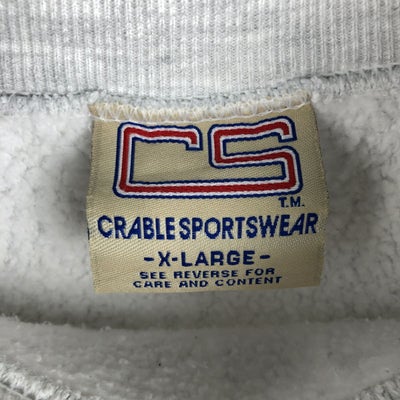 CS
T.M.
CRABLE SPORTSWEAR
-X-LARGE-
SEE REVERSE FOR
CARE AND CONTENT